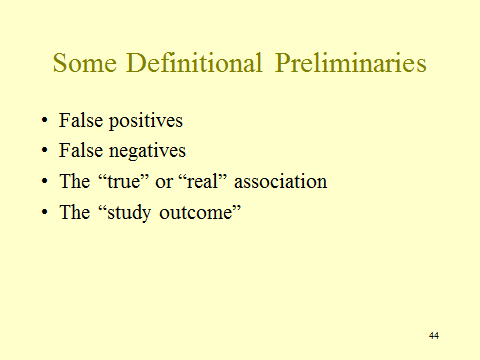 Some Definitional Preliminaries
• False positives
• False negatives
• The “true” or “real” association
• The “study outcome”
44